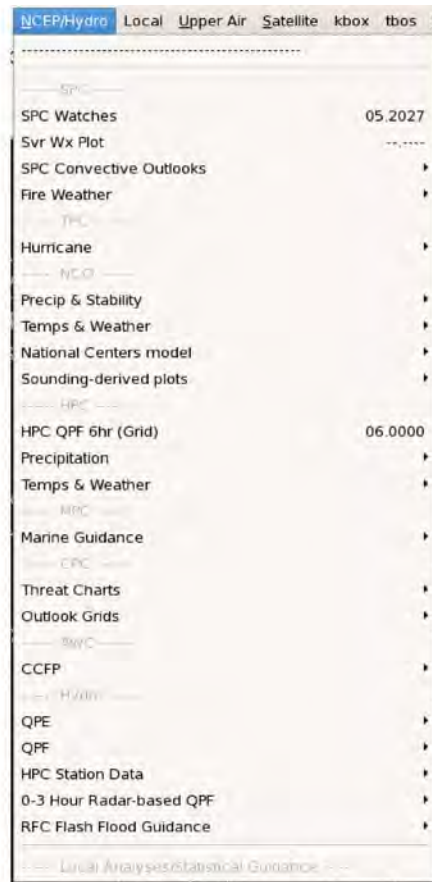 NCEP/Hydro Local Upper Air Satellite kbox tbos
------ SPC ------
SPC Watches 05.2027
Svr Wx Plot --.----
SPC Convective Outlooks
Fire Weather
------ TPC ------
Hurricane
------ NCO ------
Precip & Stability
Temps & Weather
National Centers model
Sounding-derived plots
------ HPC ------
HPC QPF 6hr (Grid) 06.0000
Precipitation
Temps & Weather
------ MPC ------
Marine Guidance
------ CPC ------
Threat Charts
Outlook Grids
CCFP
------ Hydro ------
QPE
QPF
HPC Station Data
0-3 Hour Radar-based QPF
RFC Flash Flood Guidance
------ Local Analyses/Statistical Guidance ------